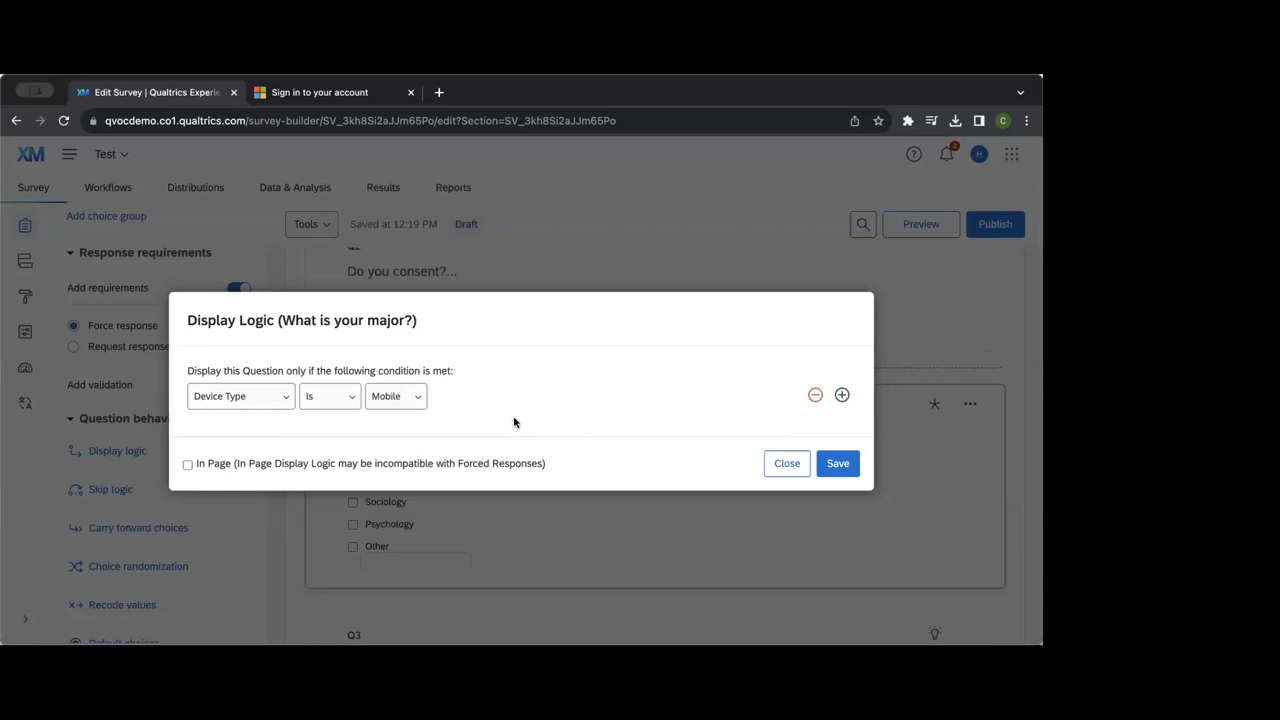 Edit Survey | Qualtrics Experie
Sign in to your account
qvocdemo.co1.qualtrics.com/survey-builder/SV_3kh8Si2aJJm65Po/edit?Section=SV_3kh8Si2aJJm65Po
C
XM
Test
2
H
Survey
Workflows
Distributions
Data & Analysis
Results
Reports
Add choice group
Tools
Saved at 12:19 PM
Draft
Preview
Publish
Response requirements
Do you consent?...
Add requirements
Force response
Request response
Add validation
Question behavi
Display logic
Skip logic
Carry forward choices
Choice randomization
Recode values
Default choices
Display Logic (What is your major?)
Display this Question only if the following condition is met:
Device Type
Is
Mobile
In Page (In Page Display Logic may be incompatible with Forced Responses)
Close
Save
Sociology
Psychology
Other
Q3